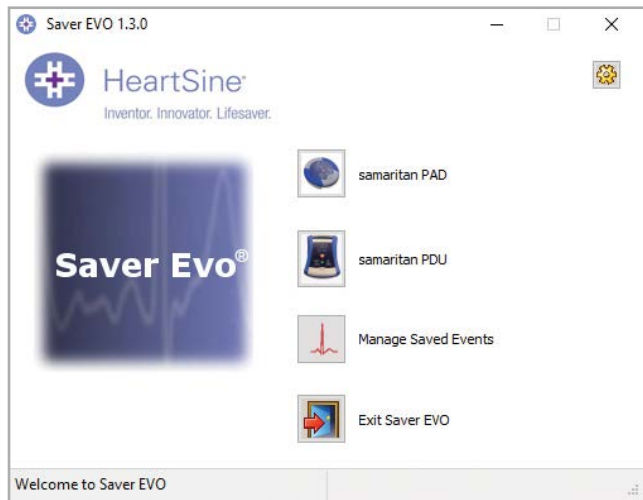 Saver EVO 1.3.0
HeartSine®
Inventor. Innovator. Lifesaver.
Saver Evo®
samaritan PAD
samaritan PDU
Manage Saved Events
Exit Saver EVO
Welcome to Saver EVO